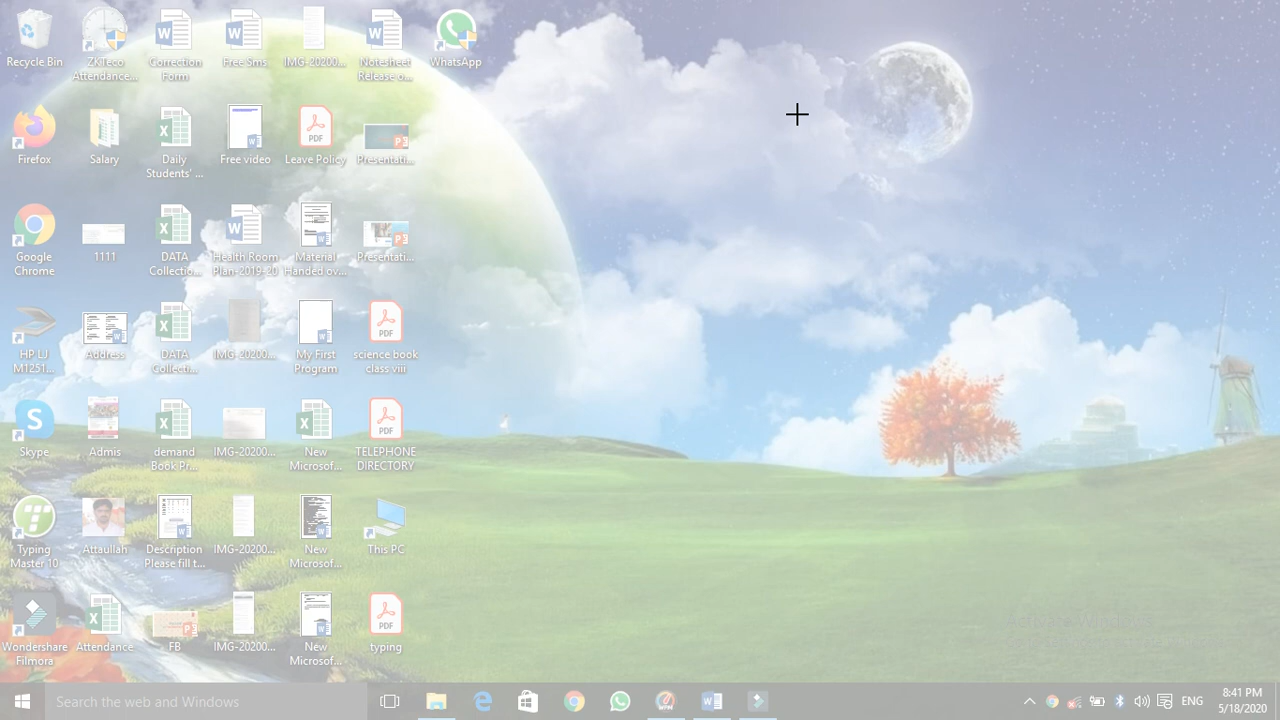 Recycle Bin
ZKTeco
Attendance...
Correction
Form
Free Sms
IMG-20200...
Notesheet
Release o...
WhatsApp
Firefox
Salary
Daily
Students' ...
Free video
PDF
Leave Policy
Presentati...
Google
Chrome
1111
DATA
Collectio...
Health Room
Plan-2019-20
Material
Handed ov...
Presentati...
HP LJ
M1251...
Address
DATA
Collecti...
IMG-20200...
My First
Program
PDF
science book
class viii
Skype
Admis
demand
Book Pr...
IMG-20200...
New
Microsof...
PDF
TELEPHONE
DIRECTORY
Typing
Master 10
Attaullah
Description
Please fill t...
IMG-20200...
New
Microsof...
This PC
Wondershare
Filmora
Attendance
FB
IMG-20200...
New
Microsof...
PDF
typing
Search the web and Windows
ENG
8:41 PM
5/18/2020